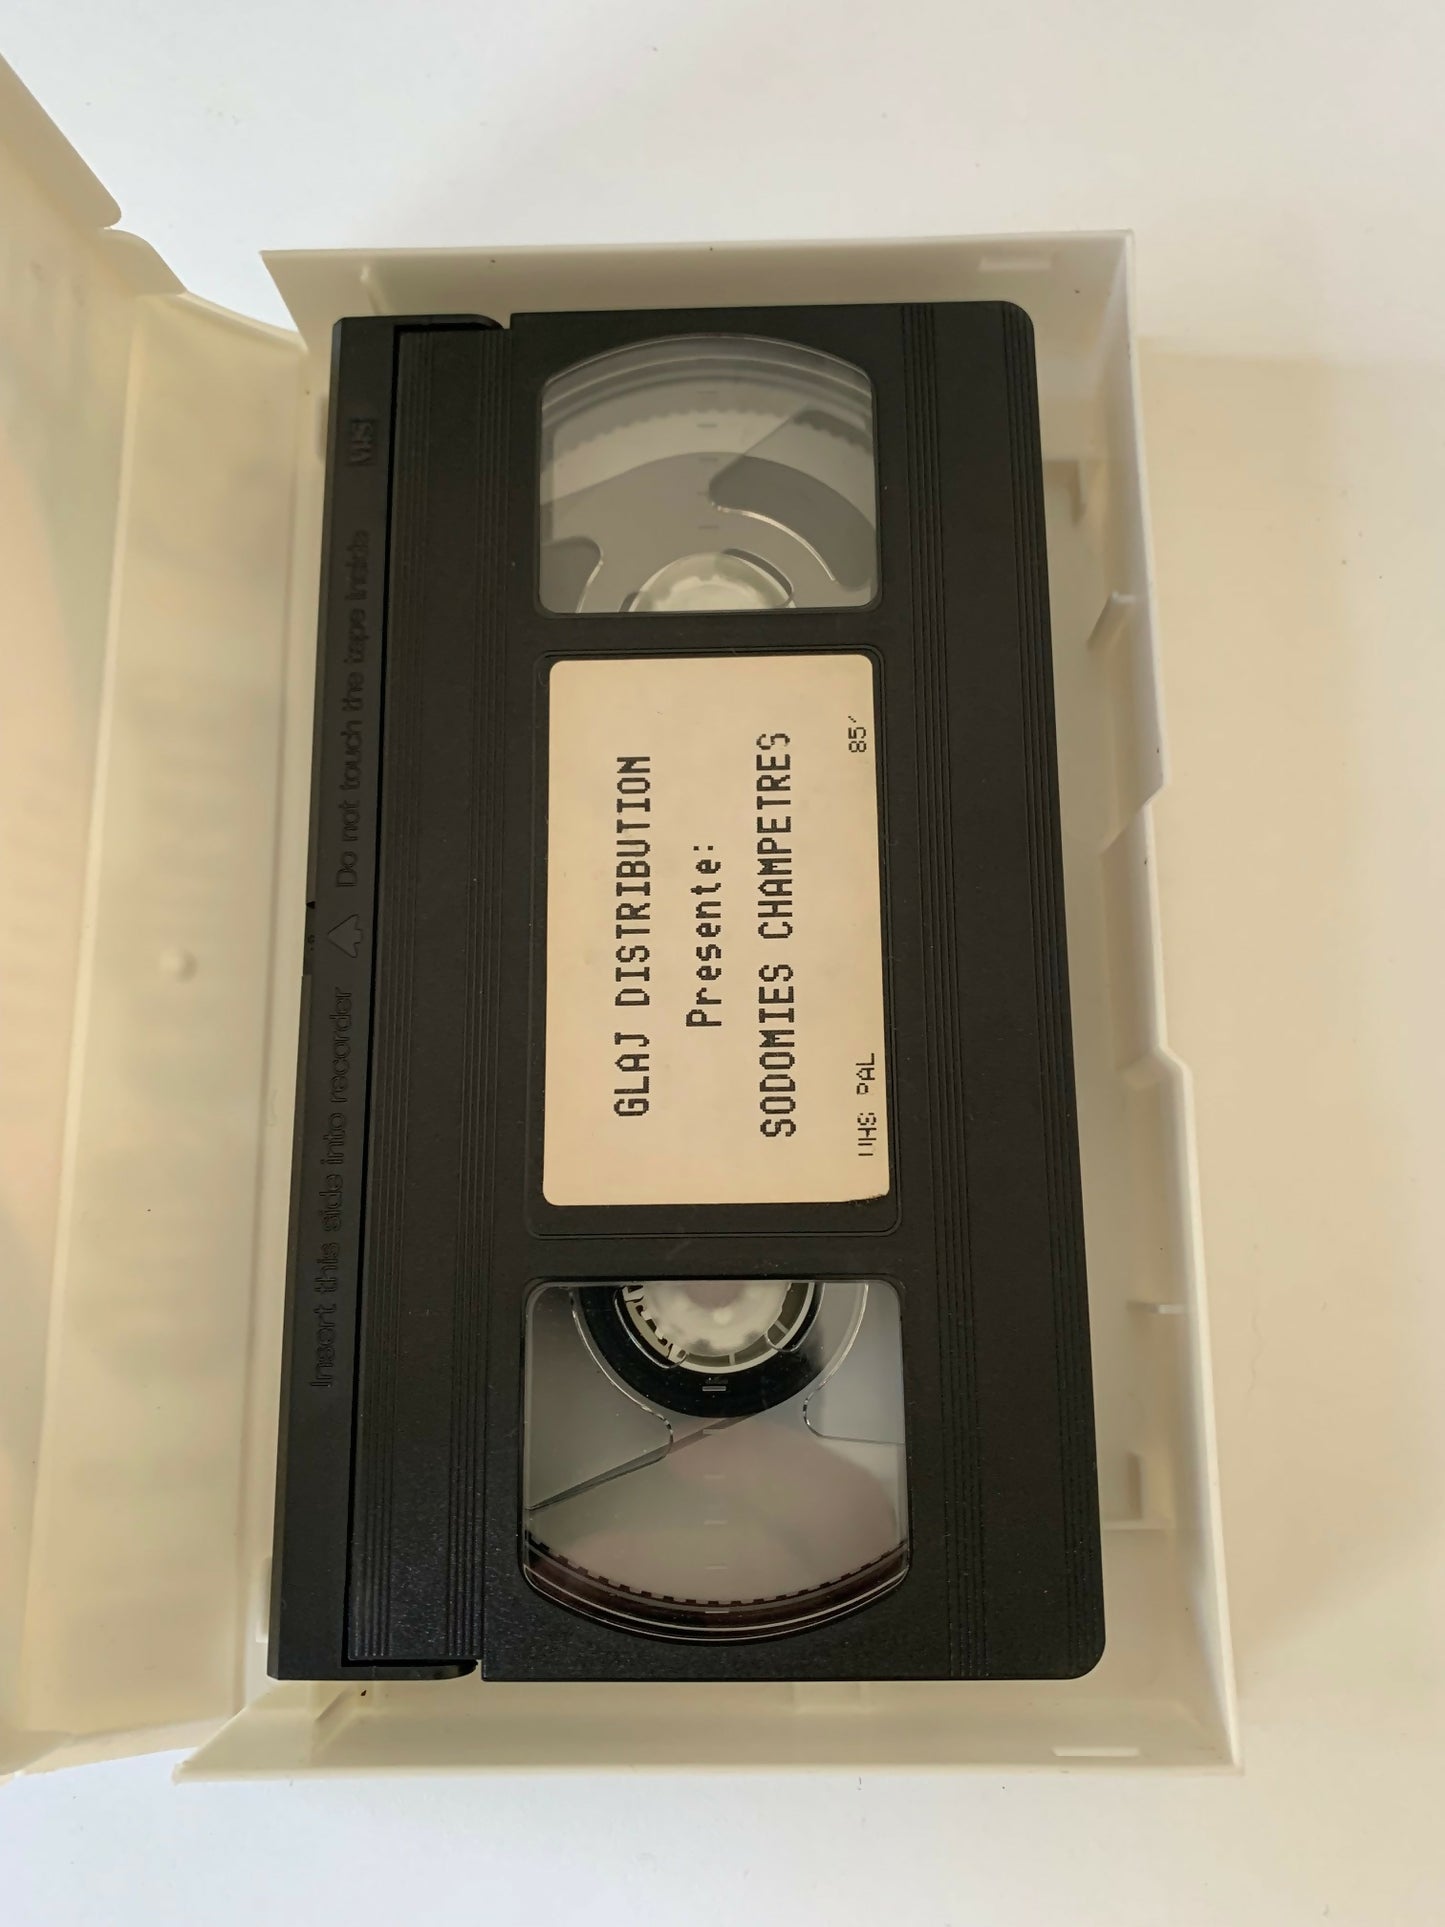 GLAJ DISTRIBUTION
Presente:
SODOMIES CHAMPETRES
VHS PAL 85'
Insert this side into recorder Do not touch the tape inside VHS